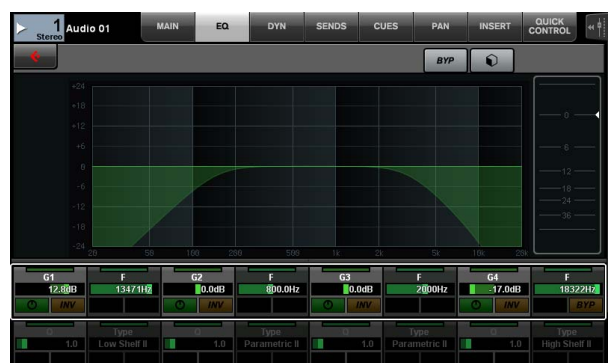 1 Audio 01 MAIN EQ DYN SENDS CUES PAN INSERT QUICK CONTROL
Stereo
BYP
+24
+18
+12
+6
0
-6
-12
-18
-24
20 50 100 200 500 1k 2k 5k 10k 20k
0
6
12
18
24
36
G1 F G2 F G3 F G4 F
12.8dB 13471Hz 0.0dB 800.0Hz 0.0dB 2000Hz -17.0dB 18322Hz
INV INV INV INV BYP
Q Type Q Type Q Type Q Type
1.0 Low Shelf II 1.0 Parametric II 1.0 Parametric II 1.0 High Shelf II